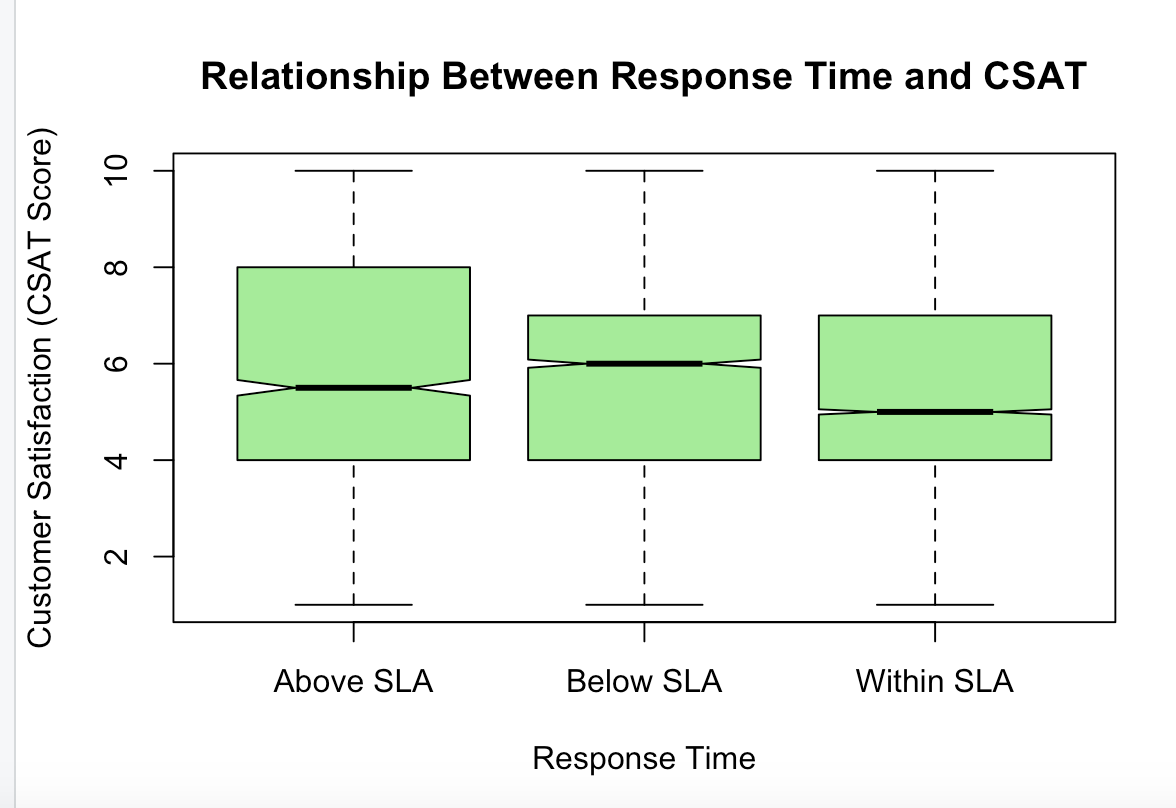 Relationship Between Response Time and CSAT
Customer Satisfaction (CSAT Score)
10
8
6
4
2
Above SLA
Below SLA
Within SLA
Response Time